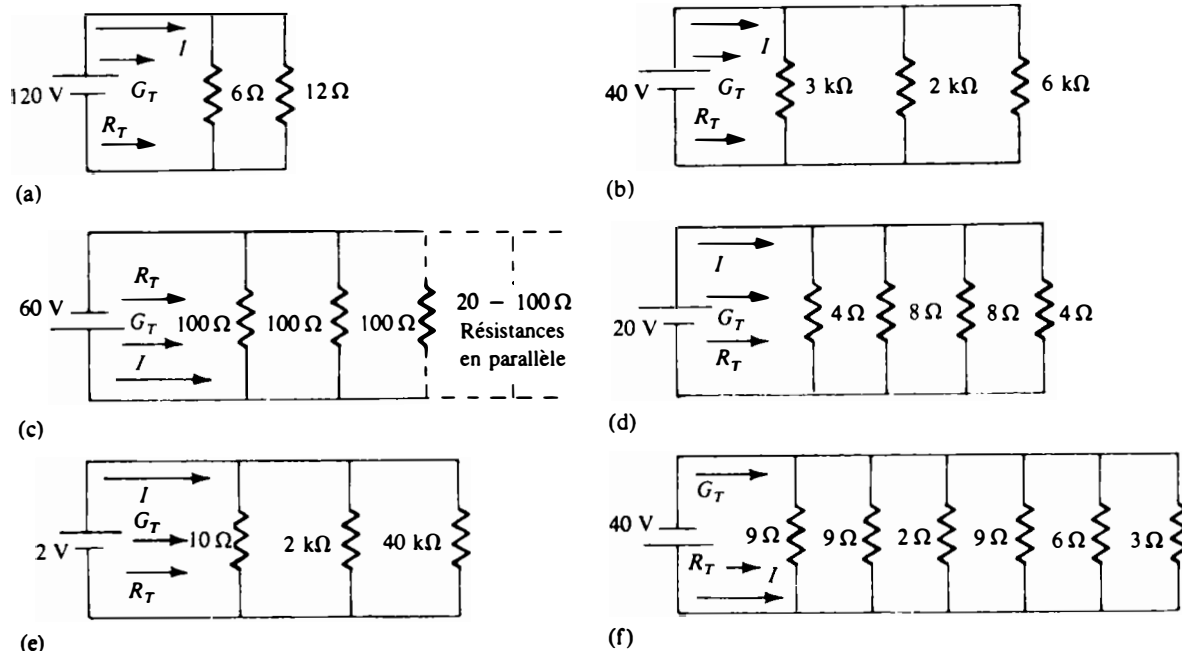 I
G_T
120 V
6 Ω
12 Ω
R_T
(a)
I
G_T
40 V
3 kΩ
2 kΩ
6 kΩ
R_T
(b)
R_T
60 V
G_T
I
100 Ω
100 Ω
100 Ω
20 – 100 Ω
Résistances
en parallèle
(c)
I
G_T
20 V
R_T
4 Ω
8 Ω
8 Ω
4 Ω
(d)
I
G_T
2 V
10 Ω
2 kΩ
40 kΩ
R_T
(e)
G_T
40 V
9 Ω
9 Ω
2 Ω
9 Ω
6 Ω
3 Ω
R_T
I
(f)